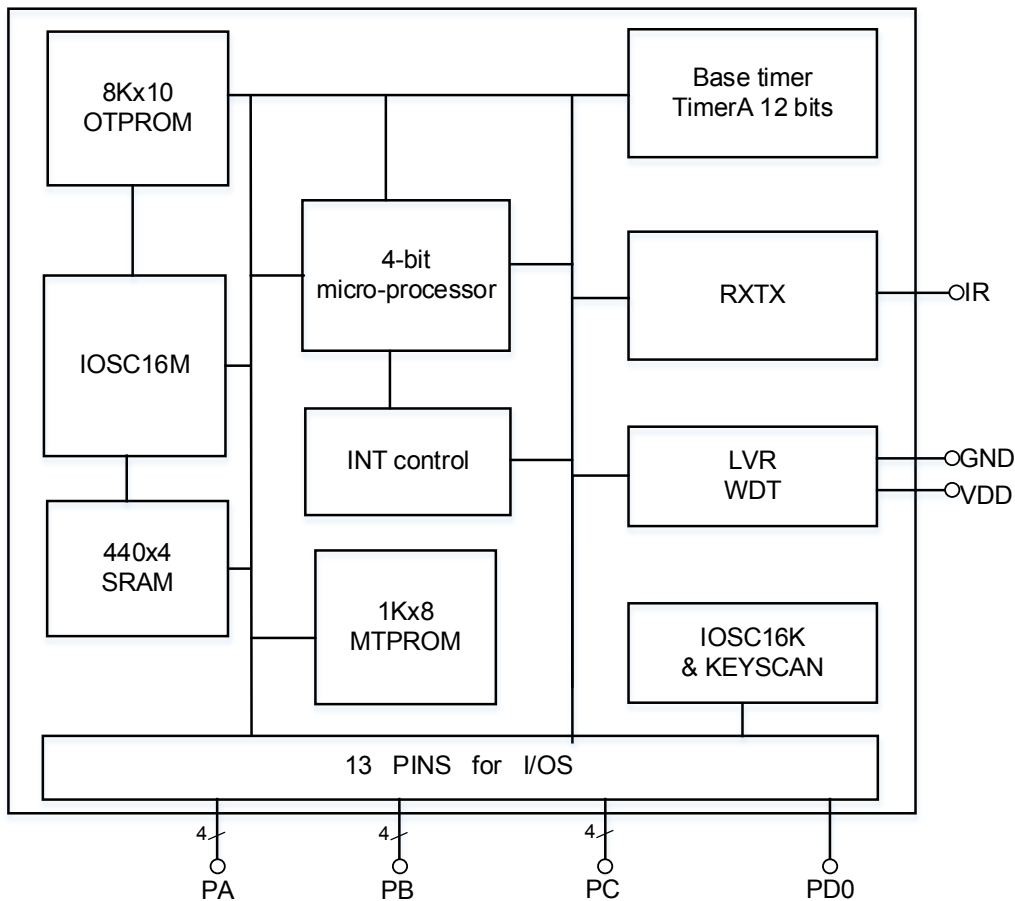 8Kx10
OTPROM
Base timer
TimerA 12 bits
4-bit
micro-processor
RXTX
IR
IOSC16M
INT control
LVR
WDT
GND
VDD
440x4
SRAM
1Kx8
MTPROM
IOSC16K
& KEYSCAN
13 PINS for I/OS
4
4
4
PA
PB
PC
PD0